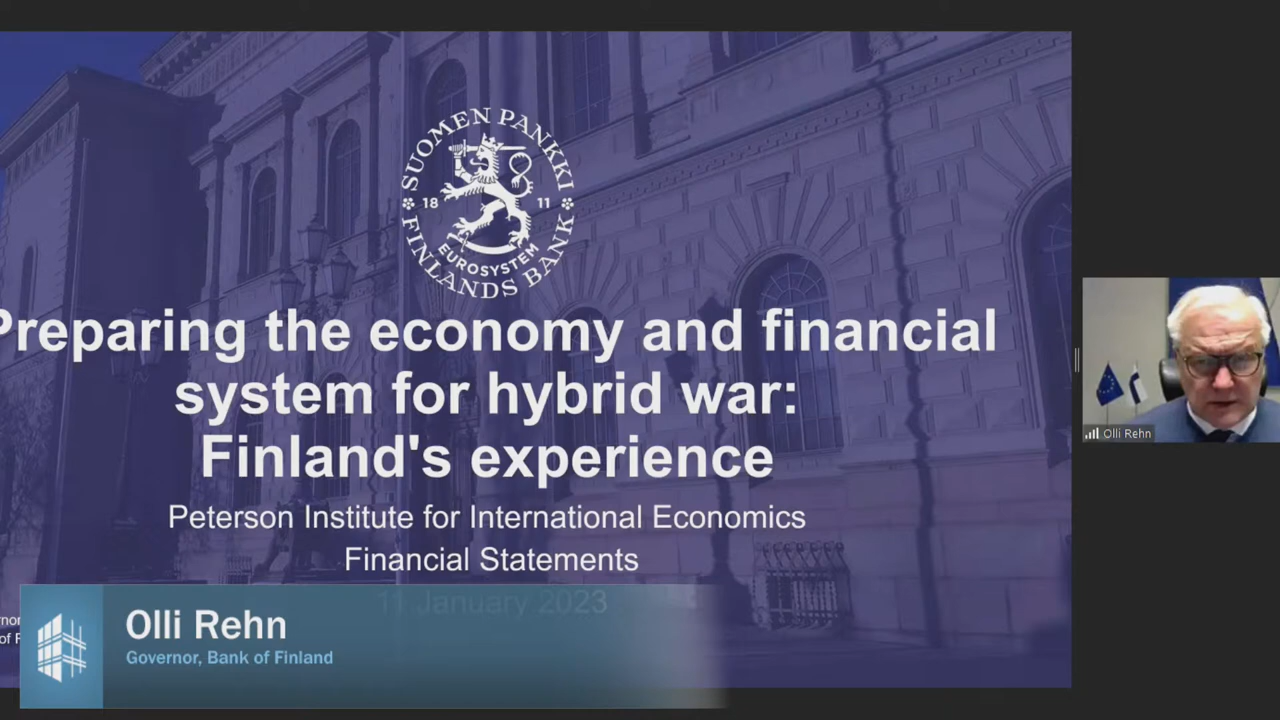 SUOMEN PANKKI
18 11
EUROSYSTEM
FINLANDS BANK
Preparing the economy and financial
system for hybrid war:
Finland's experience
Peterson Institute for International Economics
Financial Statements
11 January 2023
Olli Rehn
Governor, Bank of Finland
Olli Rehn